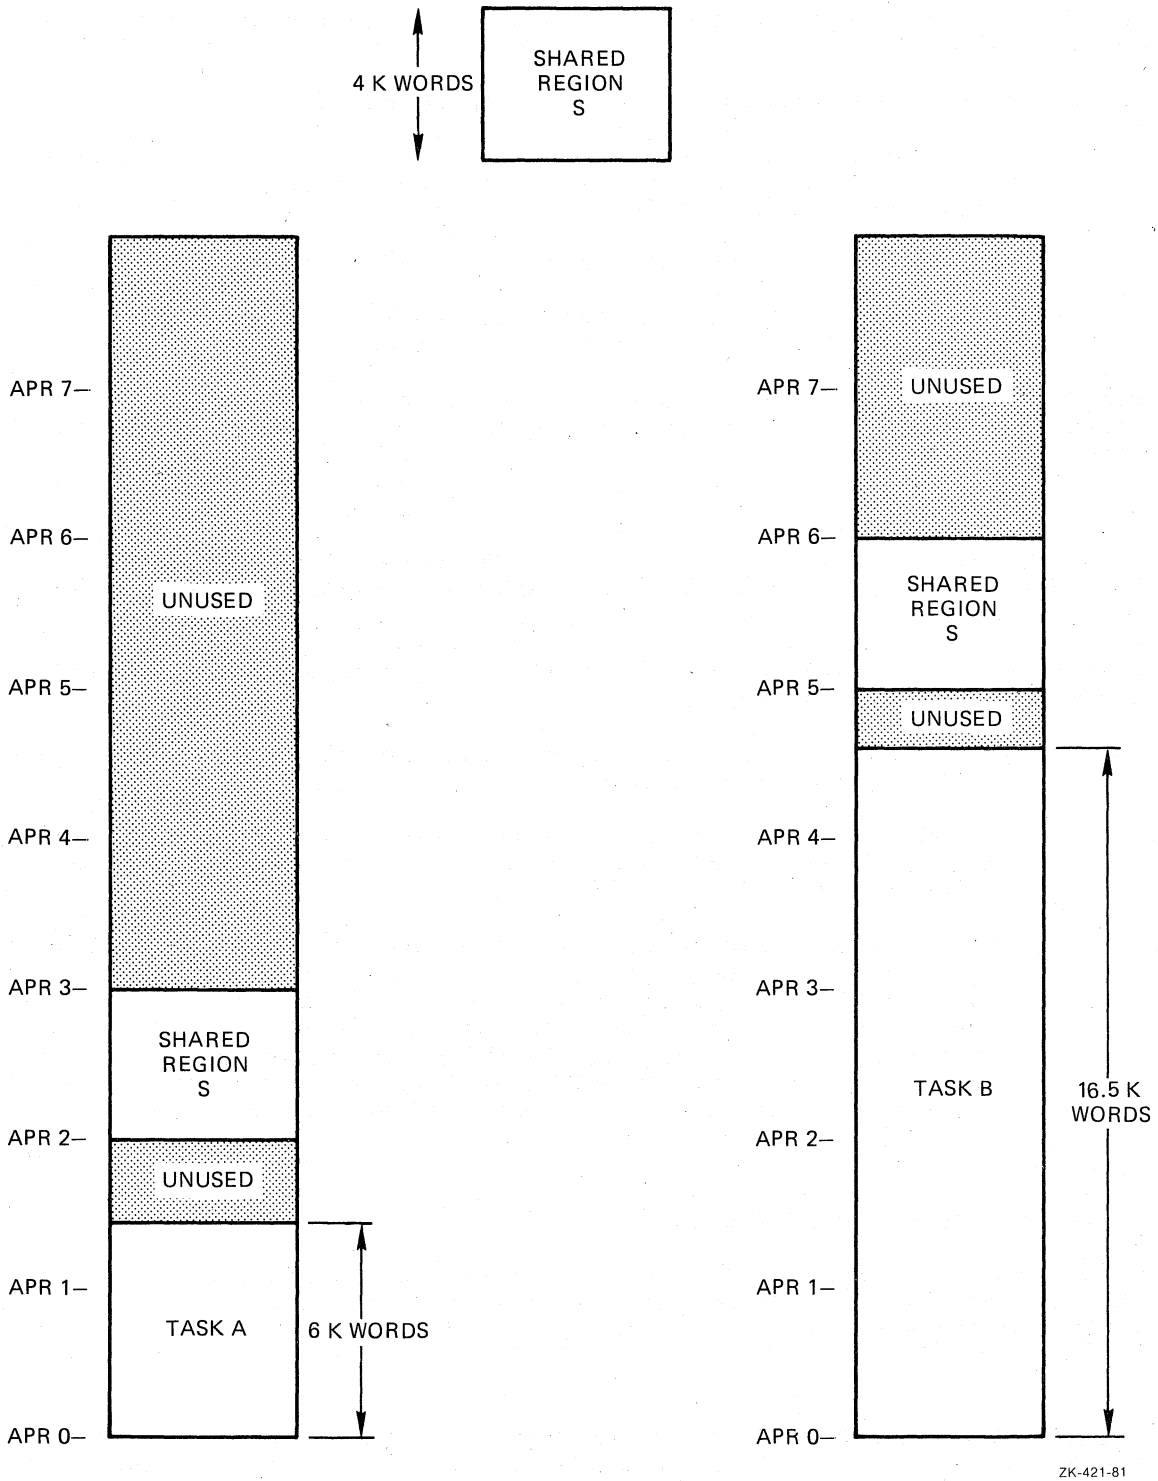 4 K WORDS
SHARED
REGION
S
APR 7
APR 6
UNUSED
APR 5
APR 4
APR 3
SHARED
REGION
S
APR 2
UNUSED
APR 1
TASK A
6 K WORDS
APR 0
APR 7
UNUSED
APR 6
SHARED
REGION
S
APR 5
UNUSED
APR 4
APR 3
TASK B
16.5 K
WORDS
APR 2
APR 1
APR 0
ZK-421-81